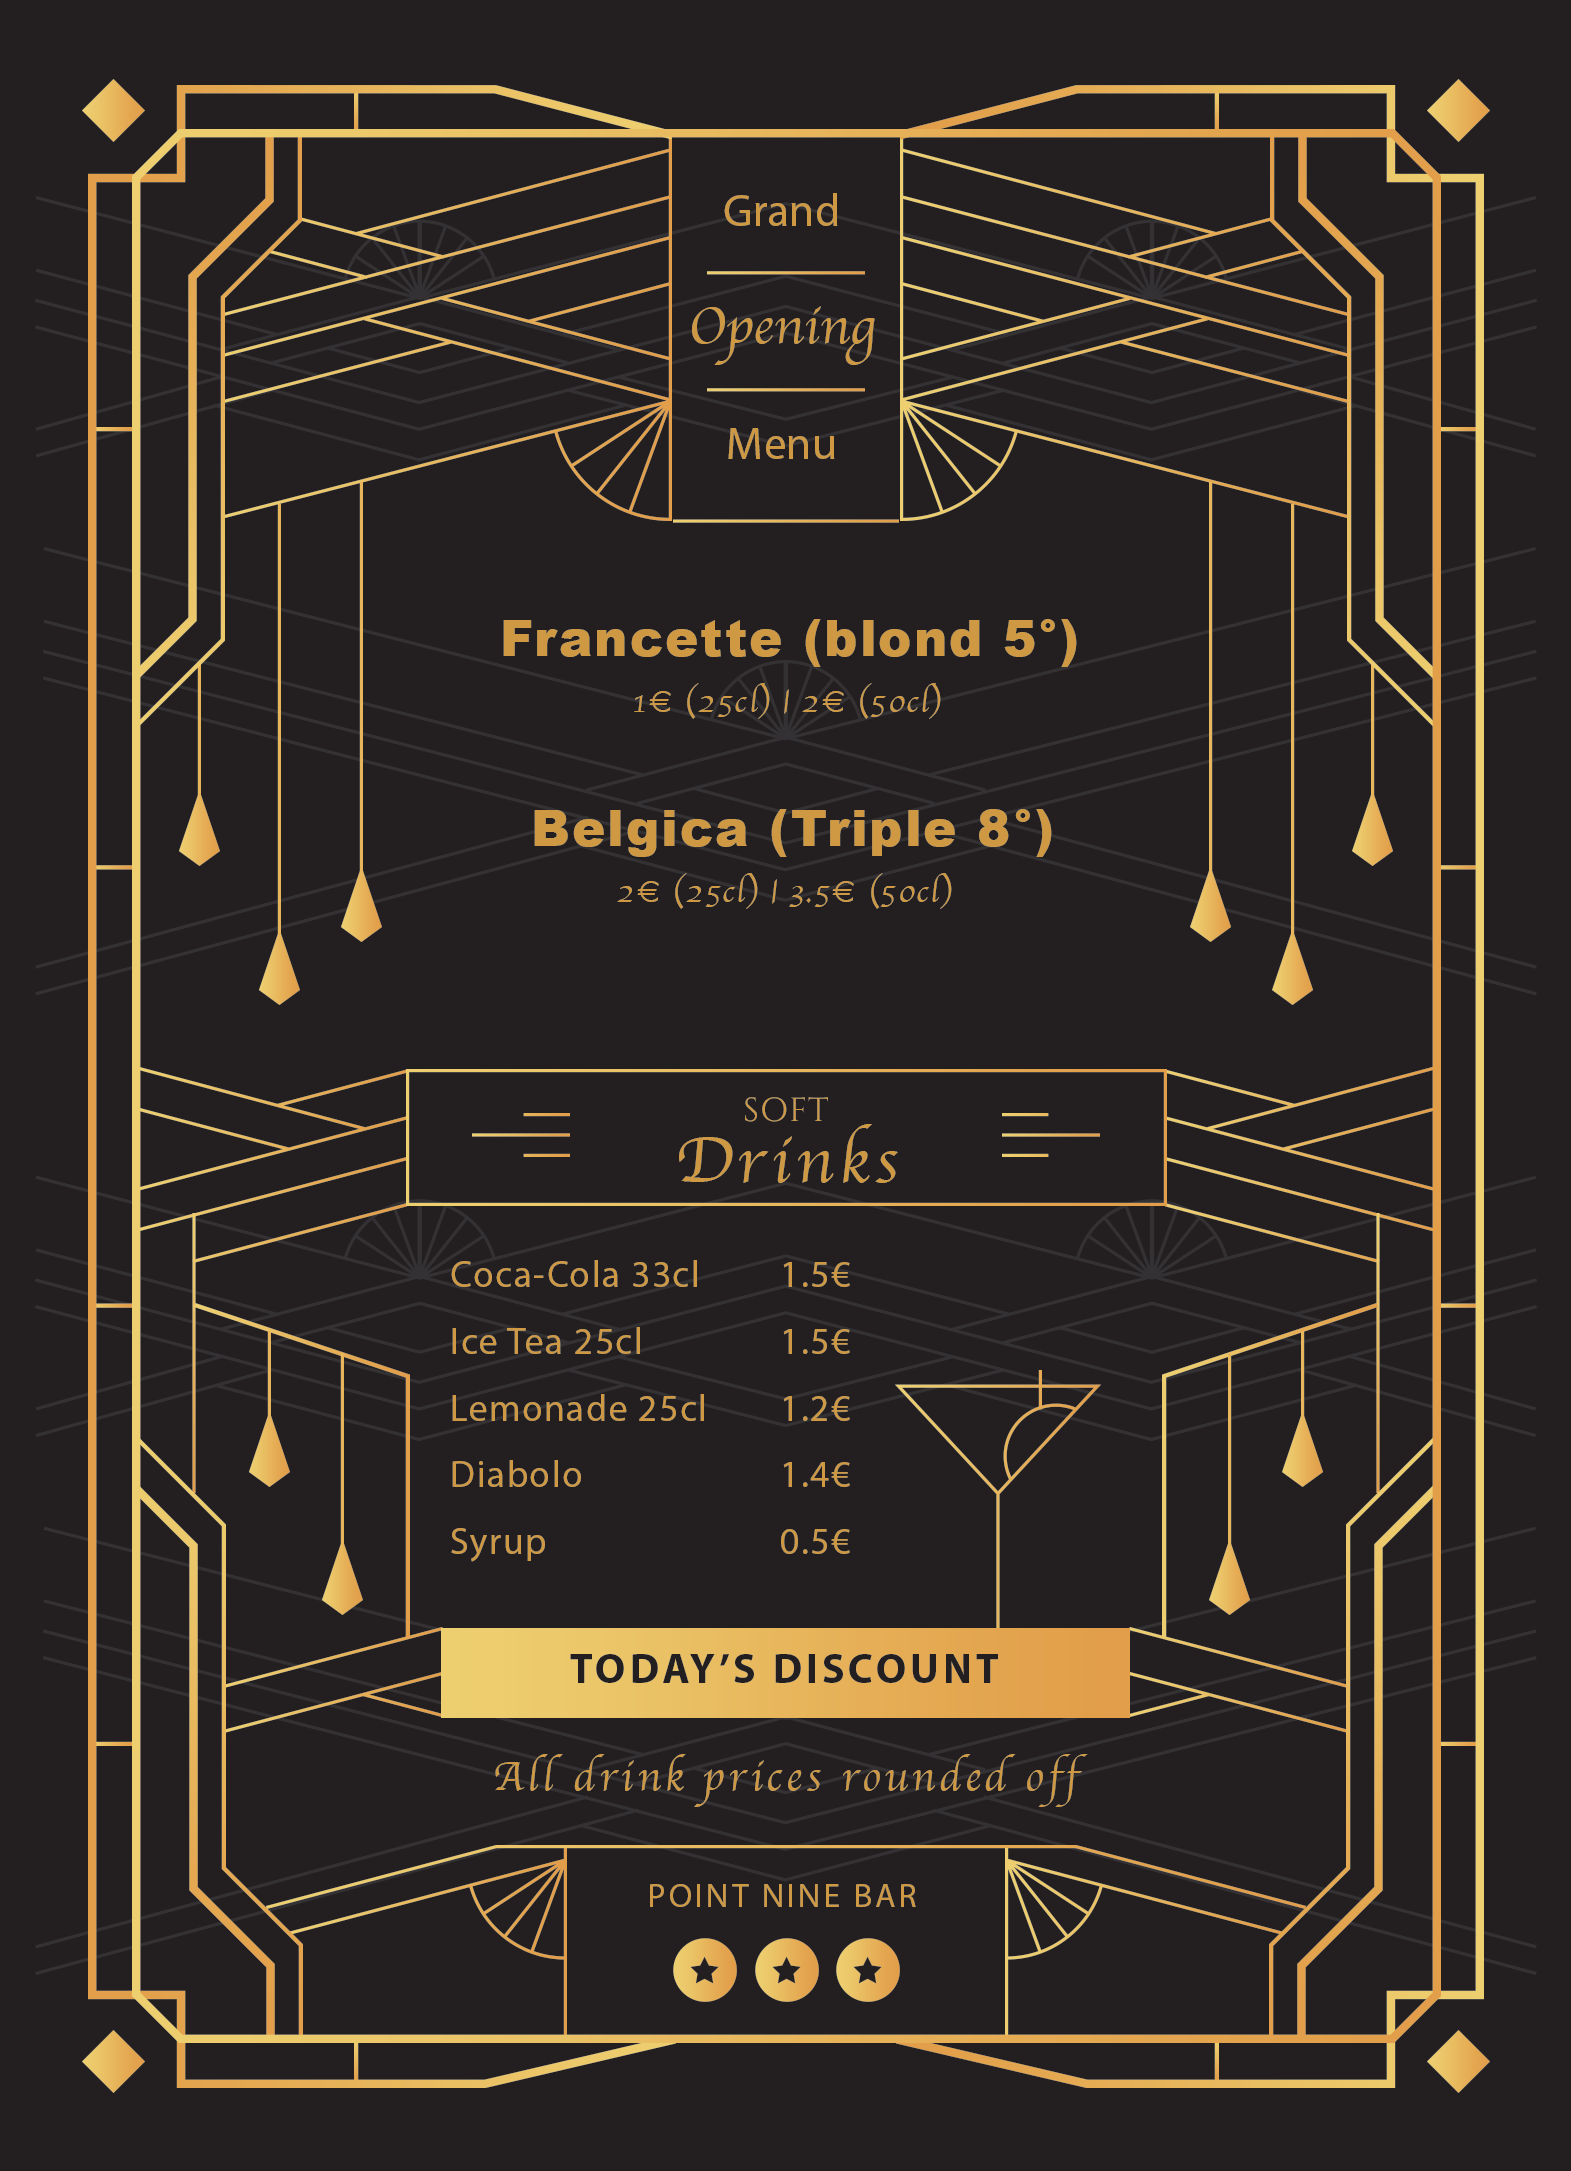 Grand
Opening
Menu
Francette (blond 5°)
1€ (25cl) | 2€ (50cl)
Belgica (Triple 8°)
2€ (25cl) | 3.5€ (50cl)
SOFT
Drinks
Coca-Cola 33cl 1.5€
Ice Tea 25cl 1.5€
Lemonade 25cl 1.2€
Diabolo 1.4€
Syrup 0.5€
TODAY’S DISCOUNT
All drink prices rounded off
POINT NINE BAR